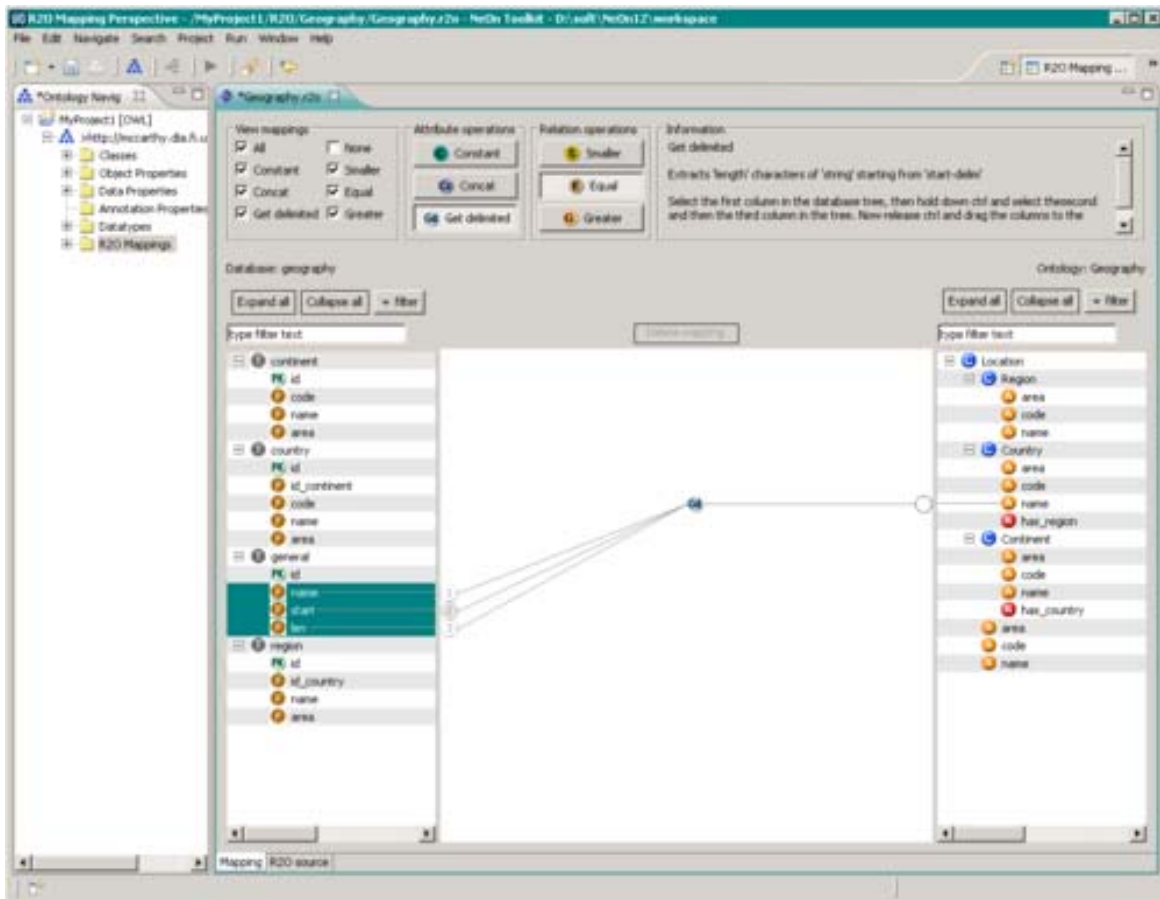 R2O Mapping Perspective - /MyProject1/R2O/Geography/Geography.r2o - NeOn Toolkit - D:\soft\NeOn12\workspace
File Edit Navigate Search Project Run Window Help
R2O Mapping ...
*Ontology Navig
*Geography.r2o
MyProject1 [OWL]
Classes
Object Properties
Data Properties
Annotation Properties
Datatypes
R2O Mappings
View mappings
All
None
Constant
Smaller
Concat
Equal
Get delimited
Greater
Attribute operations
Constant
Concat
Get delimited
Relation operations
Smaller
Equal
Greater
Information
Get delimited
Extracts 'length' characters of 'string' starting from 'start-delim'
Select the first column in the database tree, then hold down ctrl and select thesecond
and then the third column in the tree. Now release ctrl and drag the columns to the
Database: geography
Ontology: Geography
Expand all
Collapse all
+ filter
Expand all
Collapse all
+ filter
type filter text
Delete mapping
type filter text
continent
id
code
name
area
country
id
id_continent
code
name
area
general
id
name
start
len
region
id
id_country
name
area
Location
Region
area
code
name
Country
area
code
name
has_region
Continent
area
code
name
has_country
area
code
name
Mapping
R2O source